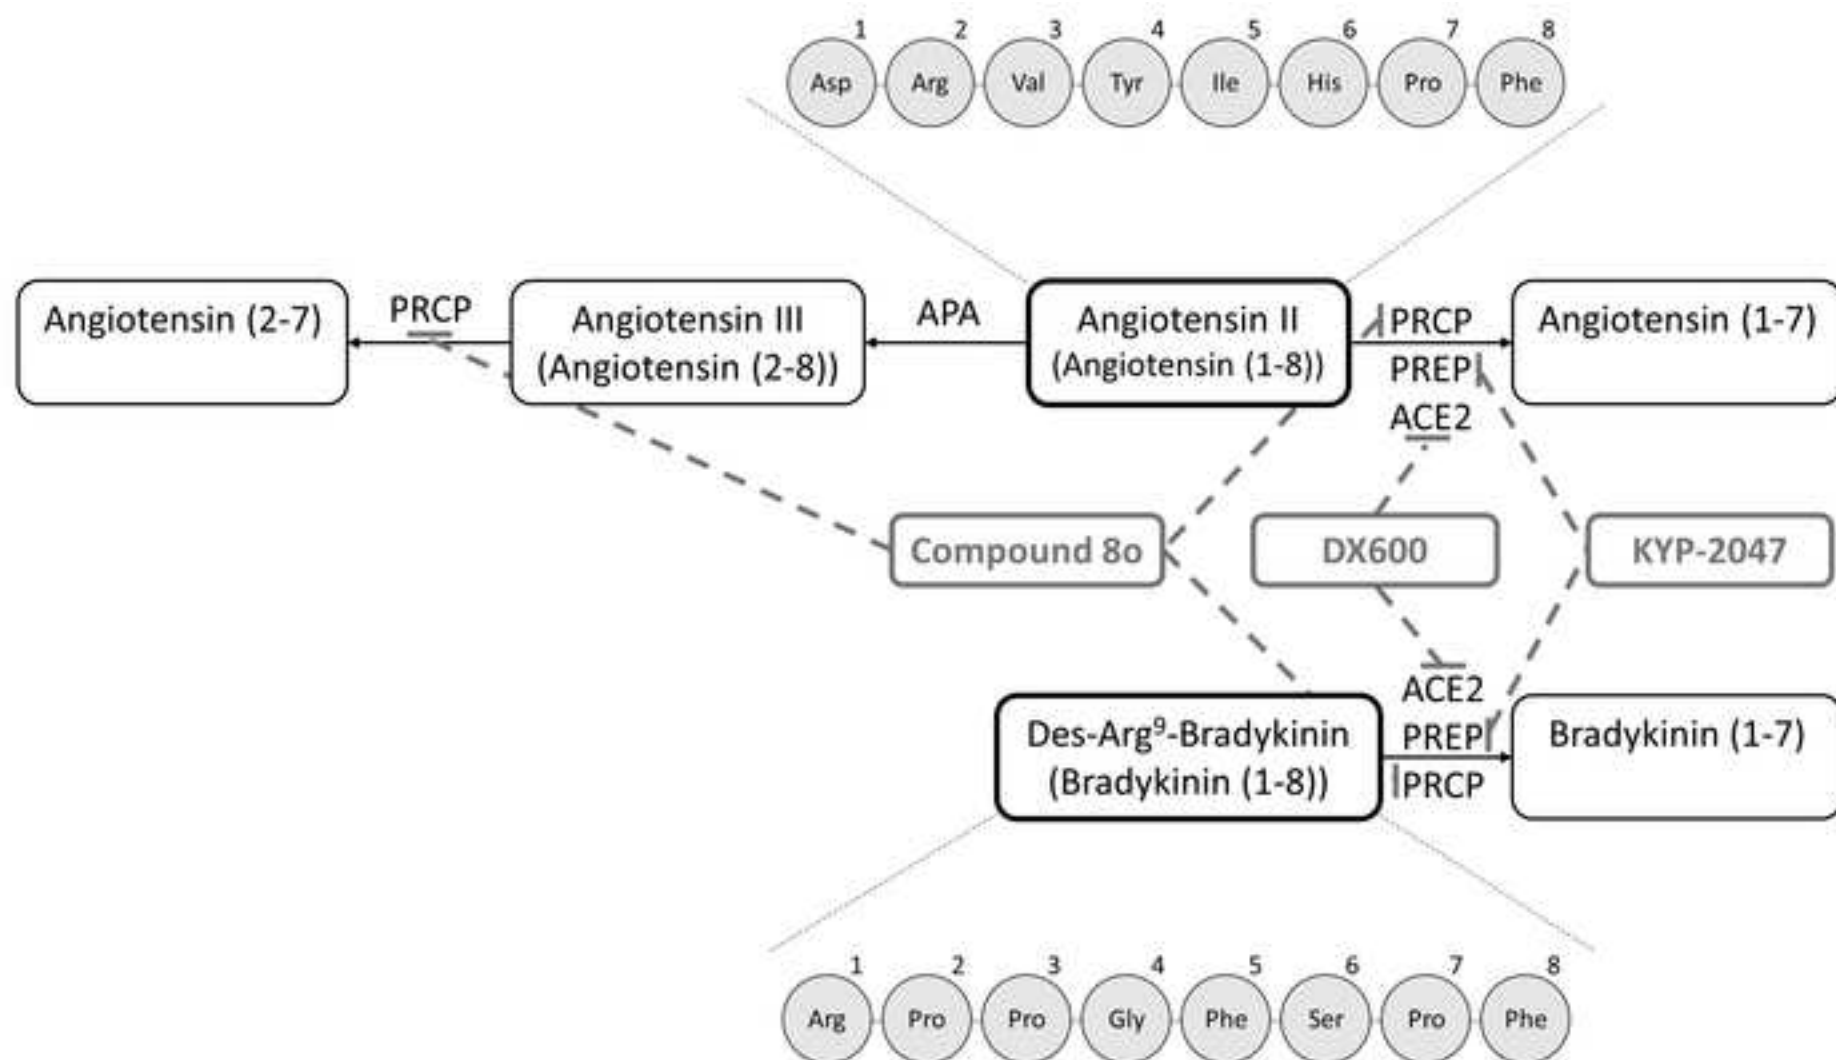 1 2 3 4 5 6 7 8
Asp Arg Val Tyr Ile His Pro Phe
Angiotensin (2-7)
PRCP
Angiotensin III
(Angiotensin (2-8))
APA
Angiotensin II
(Angiotensin (1-8))
PRCP
PREP
ACE2
Angiotensin (1-7)
Compound 8o
DX600
KYP-2047
Des-Arg⁹-Bradykinin
(Bradykinin (1-8))
ACE2
PREP
PRCP
Bradykinin (1-7)
1 2 3 4 5 6 7 8
Arg Pro Pro Gly Phe Ser Pro Phe